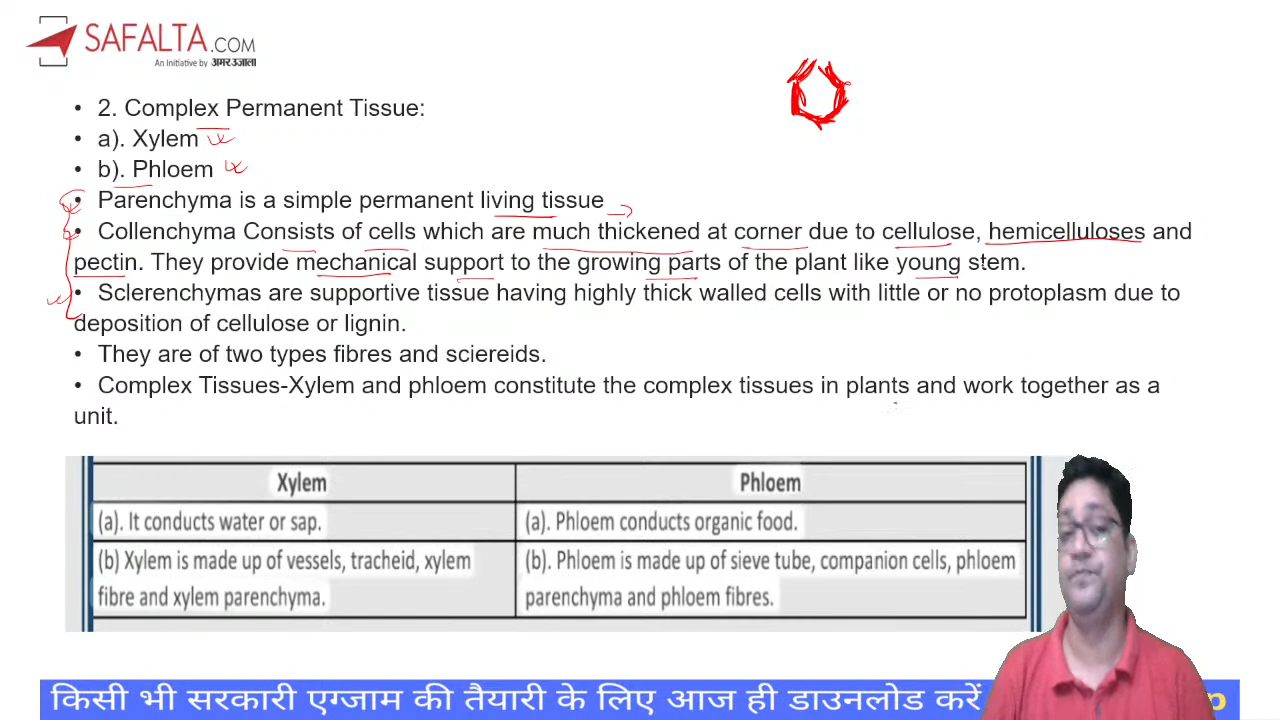 SAFALTA.COM
An Initiative by अमर उजाला
• 2. Complex Permanent Tissue:
• a). Xylem
• b). Phloem
• Parenchyma is a simple permanent living tissue
• Collenchyma Consists of cells which are much thickened at corner due to cellulose, hemicelluloses and
pectin. They provide mechanical support to the growing parts of the plant like young stem.
• Sclerenchymas are supportive tissue having highly thick walled cells with little or no protoplasm due to
deposition of cellulose or lignin.
• They are of two types fibres and sciereids.
• Complex Tissues-Xylem and phloem constitute the complex tissues in plants and work together as a
unit.
Xylem Phloem
(a). It conducts water or sap. (a). Phloem conducts organic food.
(b) Xylem is made up of vessels, tracheid, xylem (b). Phloem is made up of sieve tube, companion cells, phloem
fibre and xylem parenchyma. parenchyma and phloem fibres.
किसी भी सरकारी एग्जाम की तैयारी के लिए आज ही डाउनलोड करें